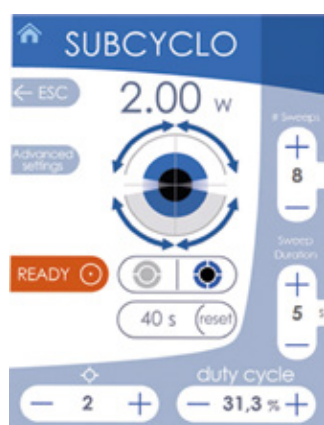 SUBCYCLO
← ESC
2.00 W
# Sweeps
+
8
−
Advanced
settings
Sweep
Duration
+
5 s
−
READY
40 s (reset)
duty cycle
− 2 +
− 31,3 % +